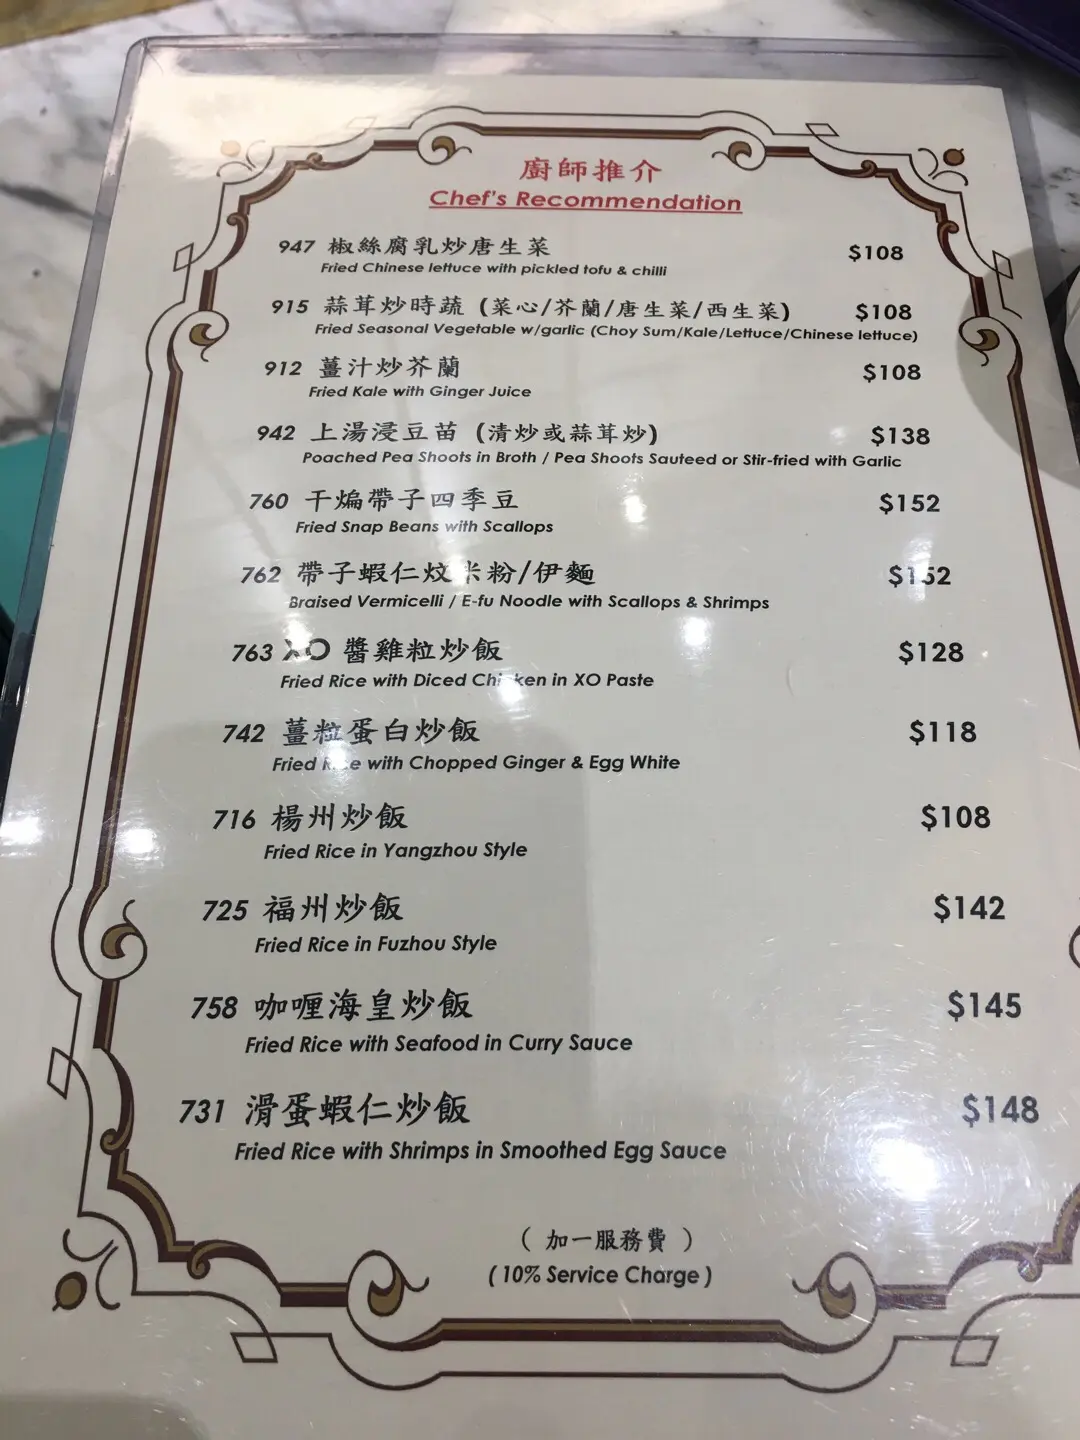 廚師推介
Chef's Recommendation
947 椒絲腐乳炒唐生菜 $108
Fried Chinese lettuce with pickled tofu & chilli
915 蒜茸炒時蔬 (菜心/芥蘭/唐生菜/西生菜) $108
Fried Seasonal Vegetable w/garlic (Choy Sum/Kale/Lettuce/Chinese lettuce)
912 薑汁炒芥蘭 $108
Fried Kale with Ginger Juice
942 上湯浸豆苗 (清炒或蒜茸炒) $138
Poached Pea Shoots in Broth / Pea Shoots Sauteed or Stir-fried with Garlic
760 干煸帶子四季豆 $152
Fried Snap Beans with Scallops
762 帶子蝦仁炆米粉/伊麵 $152
Braised Vermicelli / E-fu Noodle with Scallops & Shrimps
763 XO 醬雞粒炒飯 $128
Fried Rice with Diced Chicken in XO Paste
742 薑粒蛋白炒飯 $118
Fried Rice with Chopped Ginger & Egg White
716 楊州炒飯 $108
Fried Rice in Yangzhou Style
725 福州炒飯 $142
Fried Rice in Fuzhou Style
758 咖喱海皇炒飯 $145
Fried Rice with Seafood in Curry Sauce
731 滑蛋蝦仁炒飯 $148
Fried Rice with Shrimps in Smoothed Egg Sauce
( 加一服務費 )
(10% Service Charge)